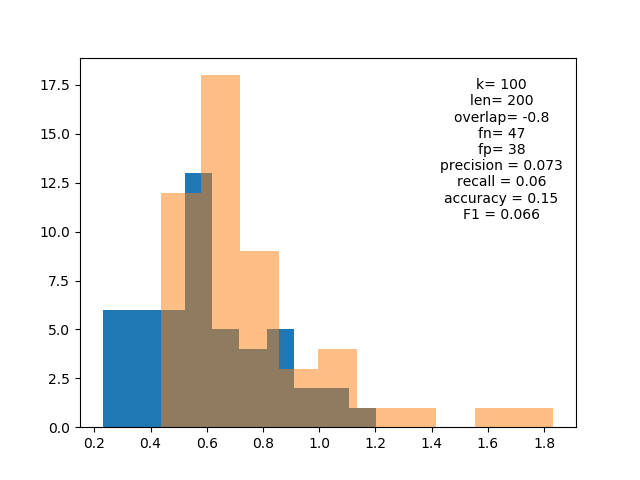 17.5
15.0
12.5
10.0
7.5
5.0
2.5
0.0
k= 100
len= 200
overlap= -0.8
fn= 47
fp= 38
precision = 0.073
recall = 0.06
accuracy = 0.15
F1 = 0.066
0.2 0.4 0.6 0.8 1.0 1.2 1.4 1.6 1.8